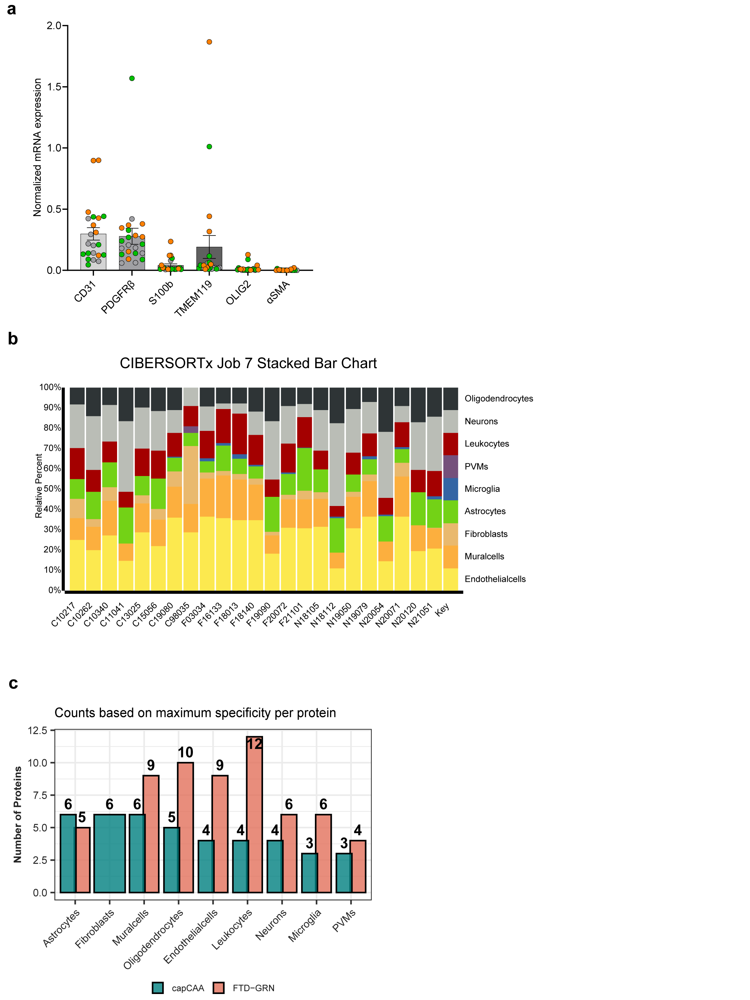 a
2.0
1.5
1.0
0.5
0.0
Normalized mRNA expression
CD31
PDGFRβ
S100b
TMEM119
OLIG2
αSMA
b
CIBERSORTx Job 7 Stacked Bar Chart
100%
90%
80%
70%
60%
50%
40%
30%
20%
10%
0%
Relative Percent
Oligodendrocytes
Neurons
Leukocytes
PVMs
Microglia
Astrocytes
Fibroblasts
Muralcells
Endothelialcells
C10217
C10262
C10340
C11041
C13025
C15056
C19080
C98035
F03034
F16133
F18013
F18140
F19090
F20072
F21101
N18105
N18112
N19050
N19079
N20054
N20071
N20120
N21051
Key
c
Counts based on maximum specificity per protein
12.5
10.0
7.5
5.0
2.5
0.0
Number of Proteins
6
5
6
6
9
5
10
4
9
4
12
4
6
3
6
3
4
Astrocytes
Fibroblasts
Muralcells
Oligodendrocytes
Endothelialcells
Leukocytes
Neurons
Microglia
PVMs
capCAA
FTD−GRN